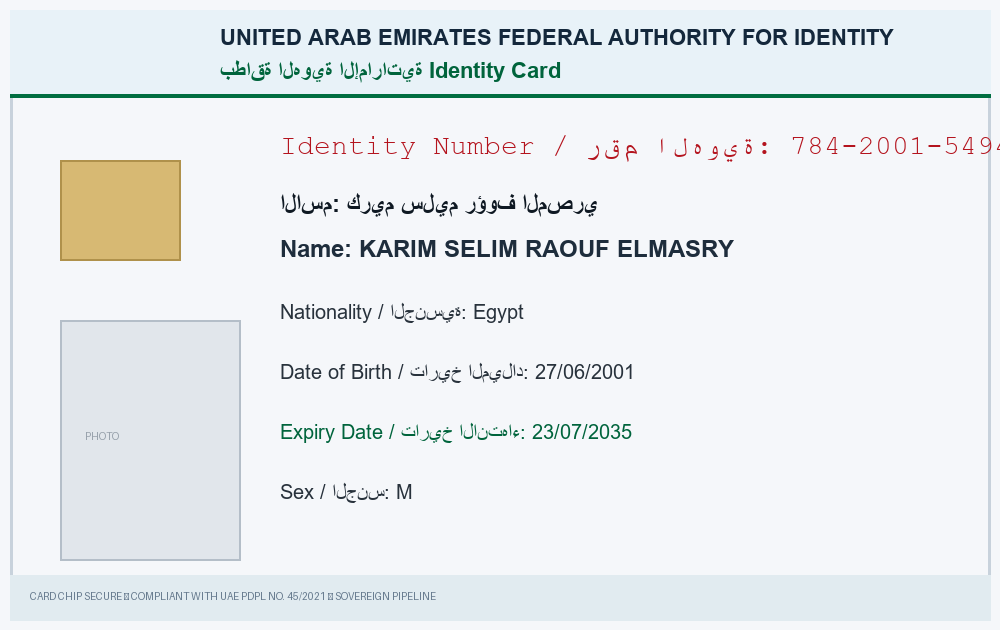 UNITED ARAB EMIRATES FEDERAL AUTHORITY FOR IDENTITY
بطاقة الهوية الإماراتية Identity Card
Identity Number / رقم الهوية: 784-2001-5494
الاسم: كريم سليم رؤوف المصري
Name: KARIM SELIM RAOUF ELMASRY
Nationality / الجنسية: Egypt
Date of Birth / تاريخ الميلاد: 27/06/2001
Expiry Date / تاريخ الانتهاء: 23/07/2035
Sex / الجنس: M
PHOTO
CARD CHIP SECURE COMPLIANT WITH UAE PDPL NO. 45/2021 SOVEREIGN PIPELINE